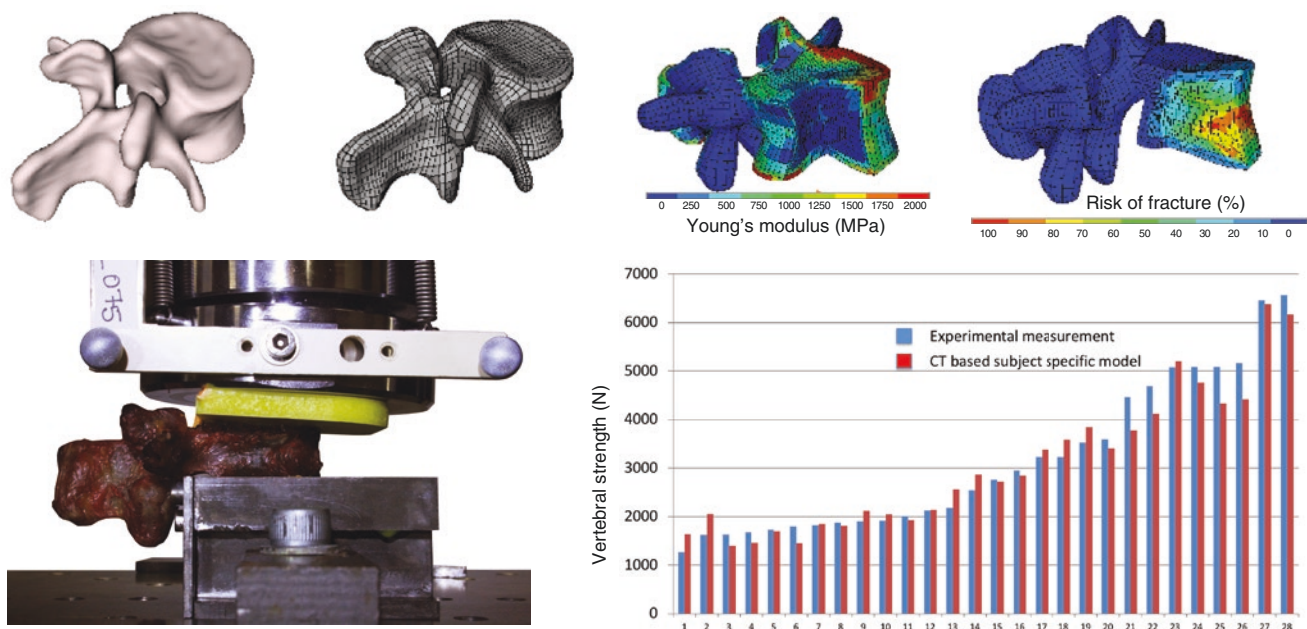 0 250 500 750 1000 1250 1500 1750 2000
Young's modulus (MPa)
Risk of fracture (%)
100 90 80 70 60 50 40 30 20 10 0
075
7000
6000
5000
4000
3000
2000
1000
0
Vertebral strength (N)
Experimental measurement
CT based subject specific model
1 2 3 4 5 6 7 8 9 10 11 12 13 14 15 16 17 18 19 20 21 22 23 24 25 26 27 28